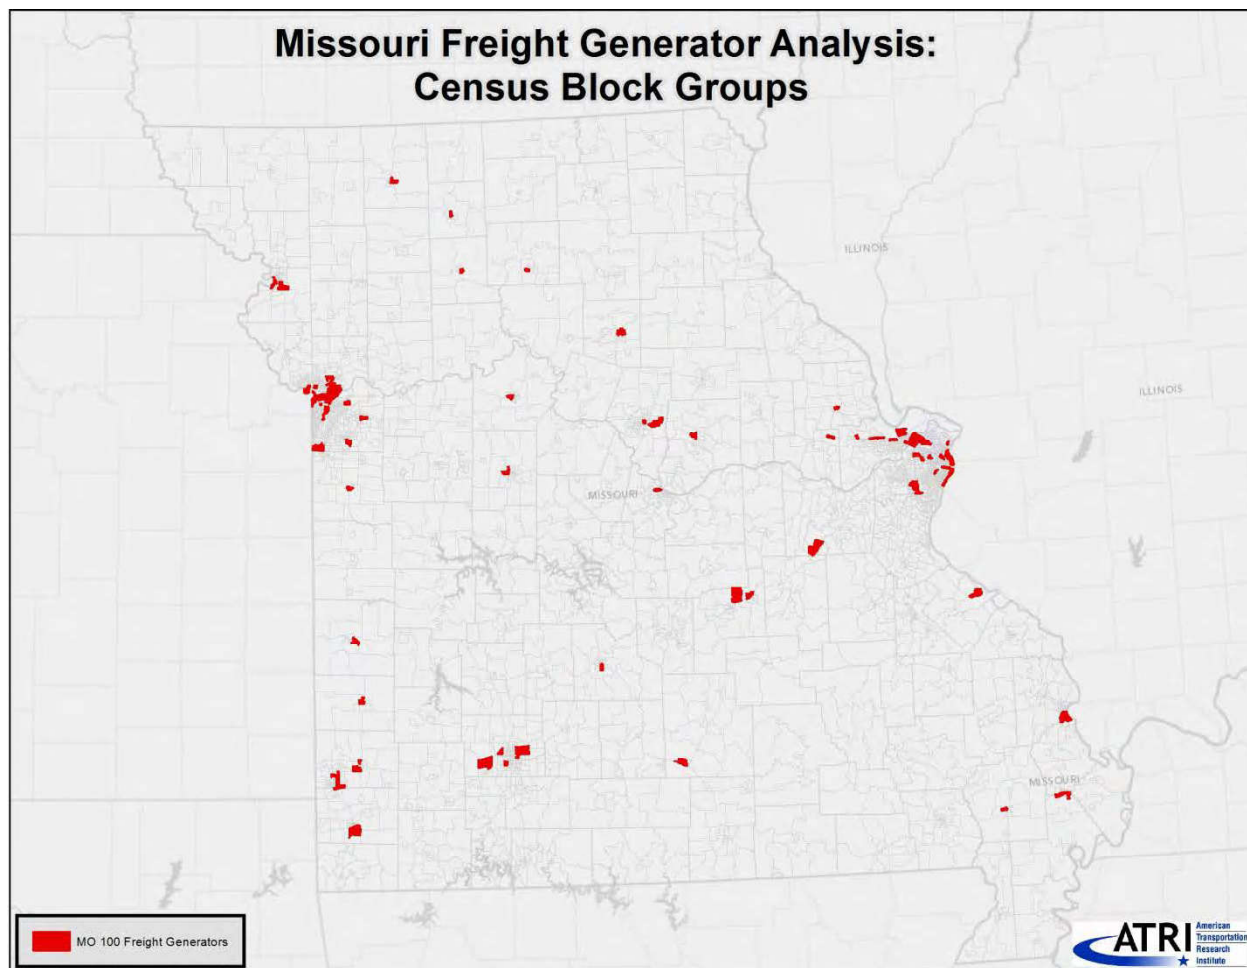 Missouri Freight Generator Analysis:
Census Block Groups
ILLINOIS
ILLINOIS
MISSOURI
MISSOURI
MO 100 Freight Generators
ATRI
American
Transportation
Research
Institute